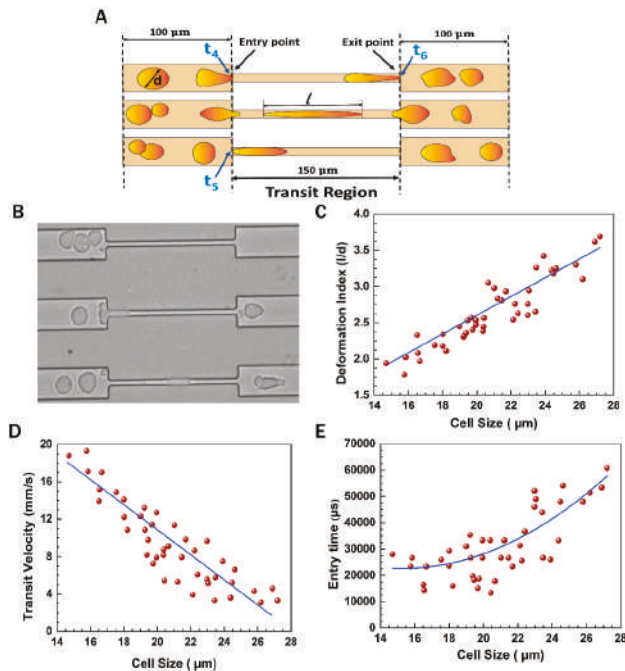 A
100 µm
100 µm
t4
Entry point
Exit point
t6
d
l
t5
150 µm
Transit Region
B
C
Deformation Index (l/d)
4.0
3.5
3.0
2.5
2.0
1.5
14 16 18 20 22 24 26 28
Cell Size ( µm)
D
Transit Velocity (mm/s)
20
16
12
8
4
0
14 16 18 20 22 24 26 28
Cell Size ( µm)
E
Entry time (µs)
70000
60000
50000
40000
30000
20000
10000
14 16 18 20 22 24 26 28
Cell Size ( µm)